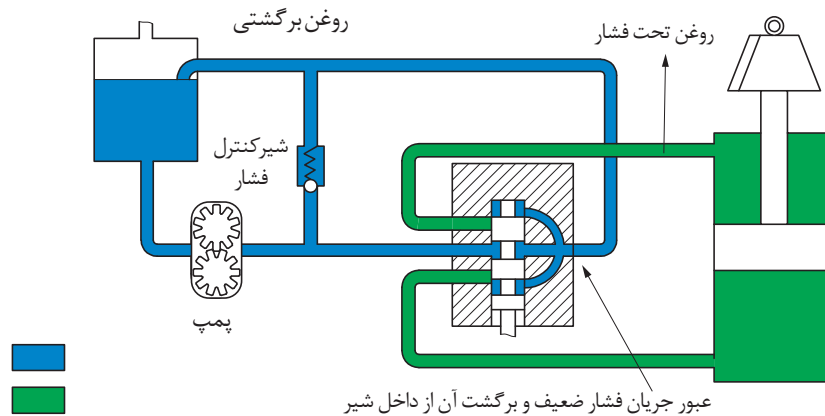 روغن برگشتی
روغن تحت فشار
شیرکنترل
فشار
پمپ
عبور جریان فشار ضعیف و برگشت آن از داخل شیر